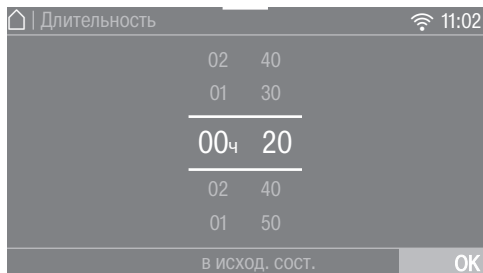 | Длительность 11:02
02 40
01 30
00ч 20
02 40
01 50
в исход. сост. OK